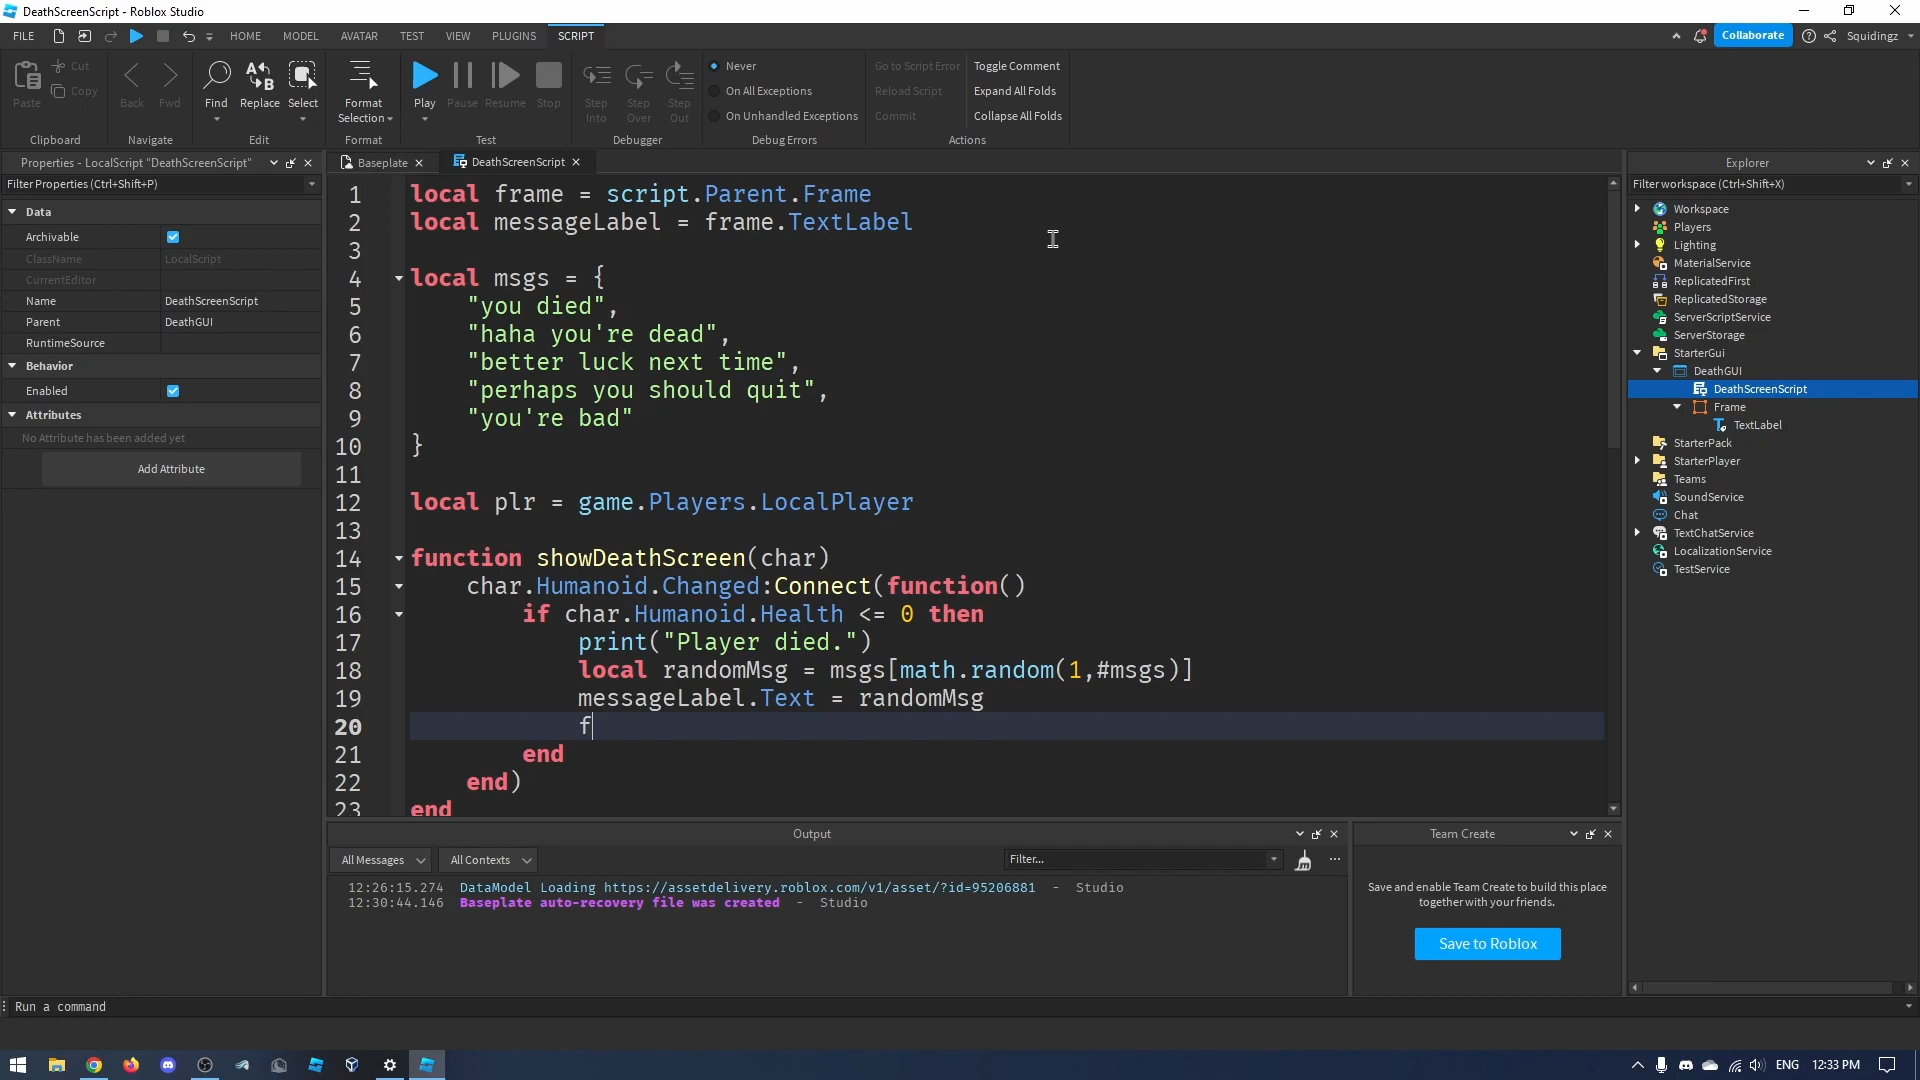 DeathScreenScript - Roblox Studio
FILE HOME MODEL AVATAR TEST VIEW PLUGINS SCRIPT Collaborate Squidingz
Paste Cut Copy
Clipboard
Back Fwd
Navigate
Find Replace Select
Edit
Format Selection
Format
Play Pause Resume Stop
Test
Step Into Step Over Step Out
Debugger
Never
On All Exceptions
On Unhandled Exceptions
Debug Errors
Go to Script Error
Reload Script
Commit
Toggle Comment
Expand All Folds
Collapse All Folds
Actions
Properties - LocalScript "DeathScreenScript"
Filter Properties (Ctrl+Shift+P)
Data
Archivable
ClassName LocalScript
CurrentEditor
Name DeathScreenScript
Parent DeathGUI
RuntimeSource
Behavior
Enabled
Attributes
No Attribute has been added yet
Add Attribute
Baseplate DeathScreenScript
1 local frame = script.Parent.Frame
2 local messageLabel = frame.TextLabel
3
4 local msgs = {
5 "you died",
6 "haha you're dead",
7 "better luck next time",
8 "perhaps you should quit",
9 "you're bad"
10 }
11
12 local plr = game.Players.LocalPlayer
13
14 function showDeathScreen(char)
15 char.Humanoid.Changed:Connect(function()
16 if char.Humanoid.Health <= 0 then
17 print("Player died.")
18 local randomMsg = msgs[math.random(1,#msgs)]
19 messageLabel.Text = randomMsg
20 f
21 end
22 end)
23 end
Output
All Messages All Contexts Filter...
12:26:15.274 DataModel Loading https://assetdelivery.roblox.com/v1/asset/?id=95206881 - Studio
12:30:44.146 Baseplate auto-recovery file was created - Studio
Team Create
Save and enable Team Create to build this place
together with your friends.
Save to Roblox
Explorer
Filter workspace (Ctrl+Shift+X)
Workspace
Players
Lighting
MaterialService
ReplicatedFirst
ReplicatedStorage
ServerScriptService
ServerStorage
StarterGui
DeathGUI
DeathScreenScript
Frame
TextLabel
StarterPack
StarterPlayer
Teams
SoundService
Chat
TextChatService
LocalizationService
TestService
Run a command
ENG 12:33 PM